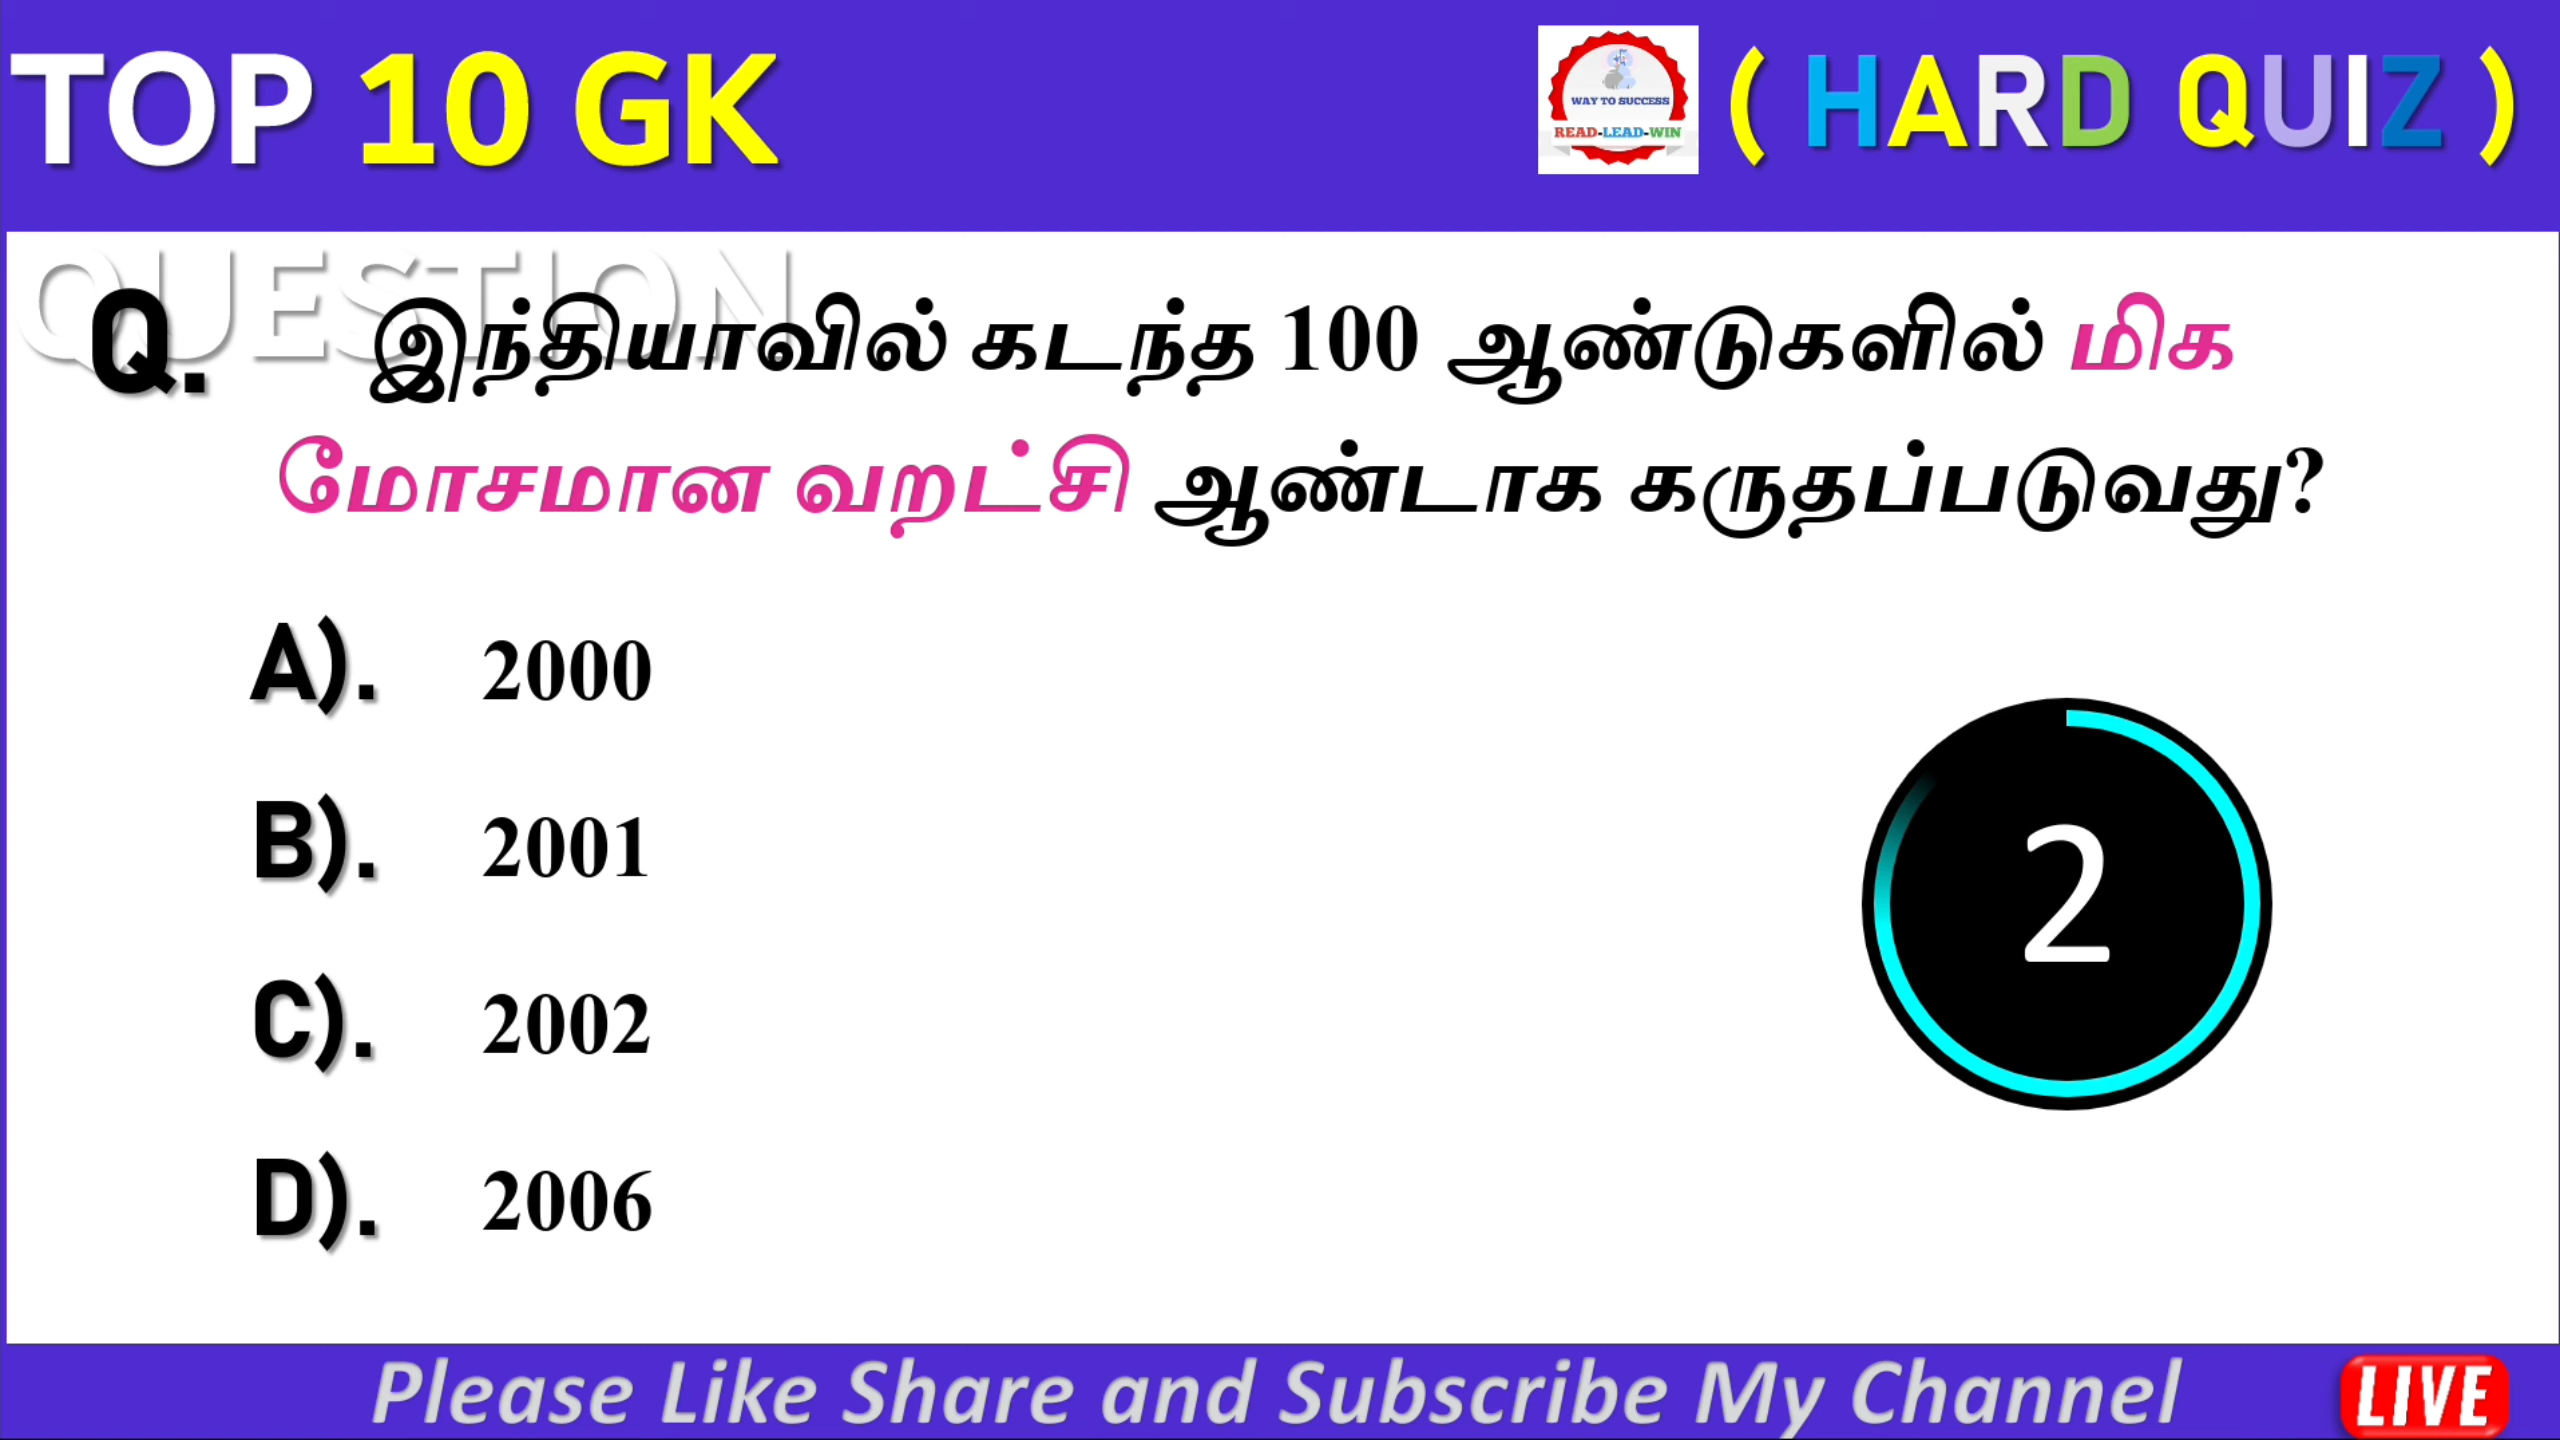 TOP 10 GK
QUESTION
WAY TO SUCCESS
READ-LEAD-WIN
( HARD QUIZ )
Q. இந்தியாவில் கடந்த 100 ஆண்டுகளில் மிக
மோசமான வறட்சி ஆண்டாக கருதப்படுவது?
A). 2000
B). 2001
C). 2002
D). 2006
2
Please Like Share and Subscribe My Channel
LIVE